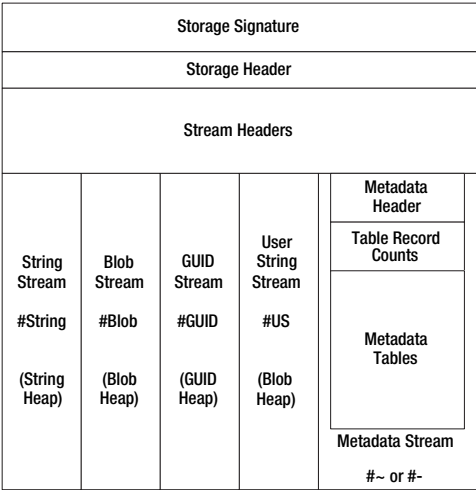 Storage Signature
Storage Header
Stream Headers
String
Stream
#String
(String
Heap)
Blob
Stream
#Blob
(Blob
Heap)
GUID
Stream
#GUID
(GUID
Heap)
User
String
Stream
#US
(Blob
Heap)
Metadata
Header
Table Record
Counts
Metadata
Tables
Metadata Stream
#~ or #-